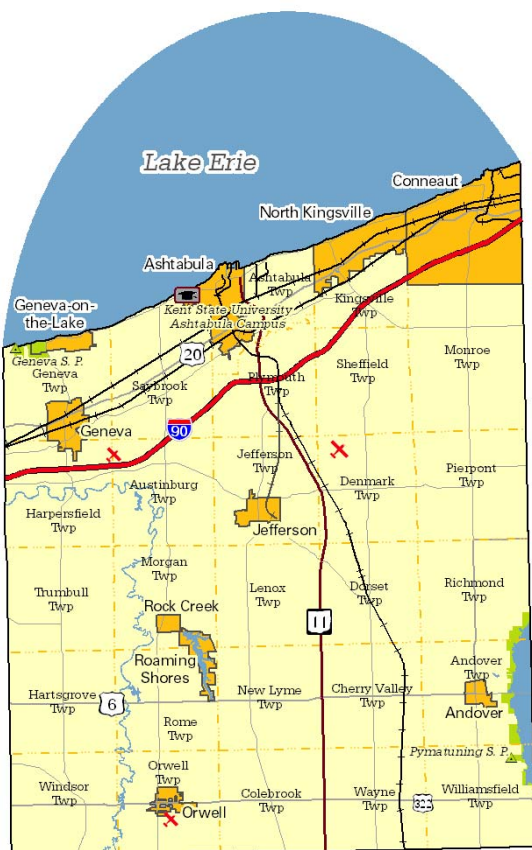 Lake Erie
Conneaut
North Kingsville
Ashtabula
Ashtabula
Twp
Kent State University
Ashtabula Campus
Kingsville
Twp
Geneva-on-
the-Lake
Geneva S. P.
Geneva
Twp
20
Saybrook
Twp
Plymouth
Twp
Sheffield
Twp
Monroe
Twp
Geneva
90
Jefferson
Twp
Austinburg
Twp
Denmark
Twp
Pierpont
Twp
Harpersfield
Twp
Jefferson
Morgan
Twp
Trumbull
Twp
Lenox
Twp
Dorset
Twp
Richmond
Twp
Rock Creek
11
Roaming
Shores
Andover
Twp
Hartsgrove
Twp
6
New Lyme
Twp
Cherry Valley
Twp
Andover
Rome
Twp
Pymatuning S. P.
Orwell
Twp
Windsor
Twp
Orwell
Colebrook
Twp
Wayne
Twp
322
Williamsfield
Twp